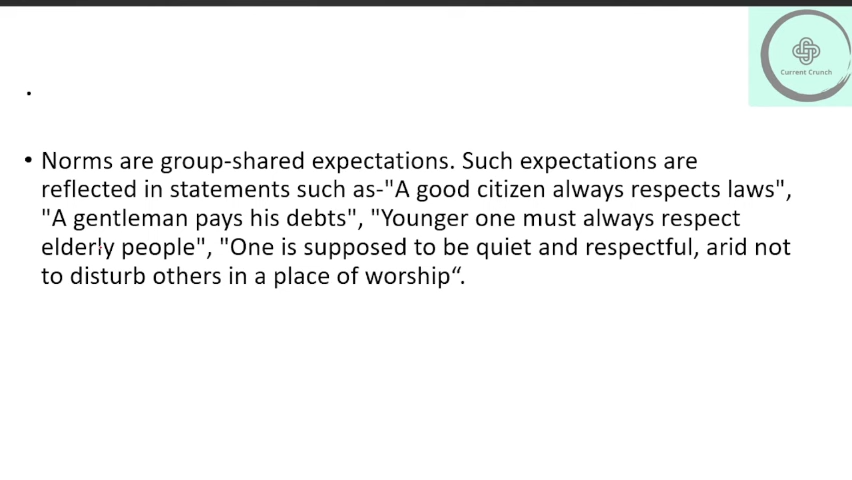 Current Crunch
.
• Norms are group-shared expectations. Such expectations are
reflected in statements such as-"A good citizen always respects laws",
"A gentleman pays his debts", "Younger one must always respect
elderly people", "One is supposed to be quiet and respectful, arid not
to disturb others in a place of worship“.